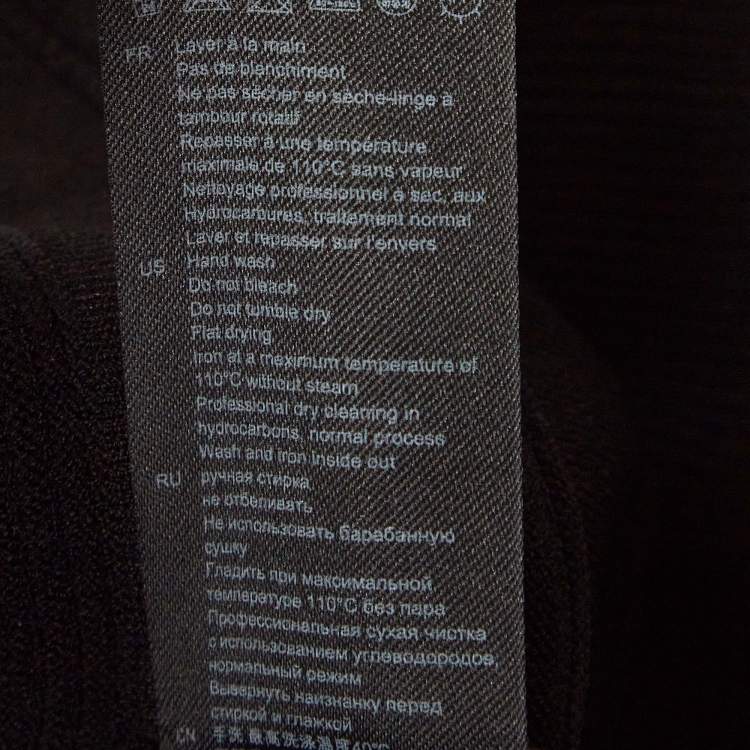 FR Laver à la main
Pas de blanchiment
Ne pas sécher en sèche-linge à
tambour rotatif
Repasser à une température
maximale de 110°C sans vapeur
Nettoyage professionnel à sec, aux
Hydrocarbures, traitement normal
Laver et repasser sur l'envers
US Hand wash
Do not bleach
Do not tumble dry
Flat drying
Iron at a maximum temperature of
110°C without steam
Professional dry cleaning in
hydrocarbons, normal process
Wash and iron inside out
RU ручная стирка
не отбеливать
Не использовать барабанную
сушку
Гладить при максимальной
температуре 110°C без пара
Профессиональная сухая чистка
с использованием углеводородов,
нормальный режим
Вывернуть наизнанку перед
стиркой и глажкой
CN